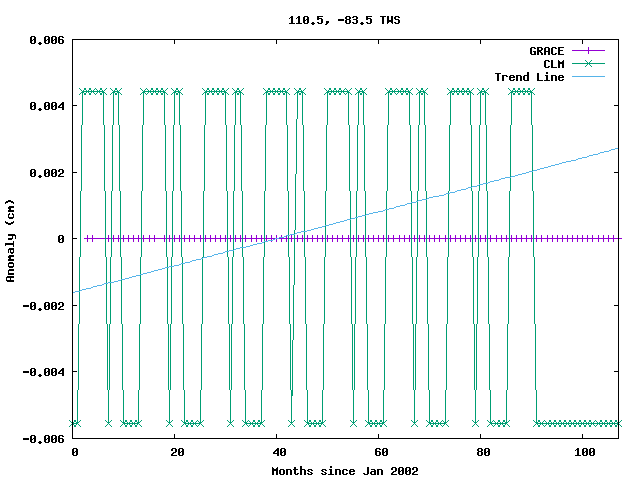 110.5, -83.5 TWS
GRACE
CLM
Trend Line
0.006
0.004
0.002
0
-0.002
-0.004
-0.006
Anomaly (cm)
0 20 40 60 80 100
Months since Jan 2002